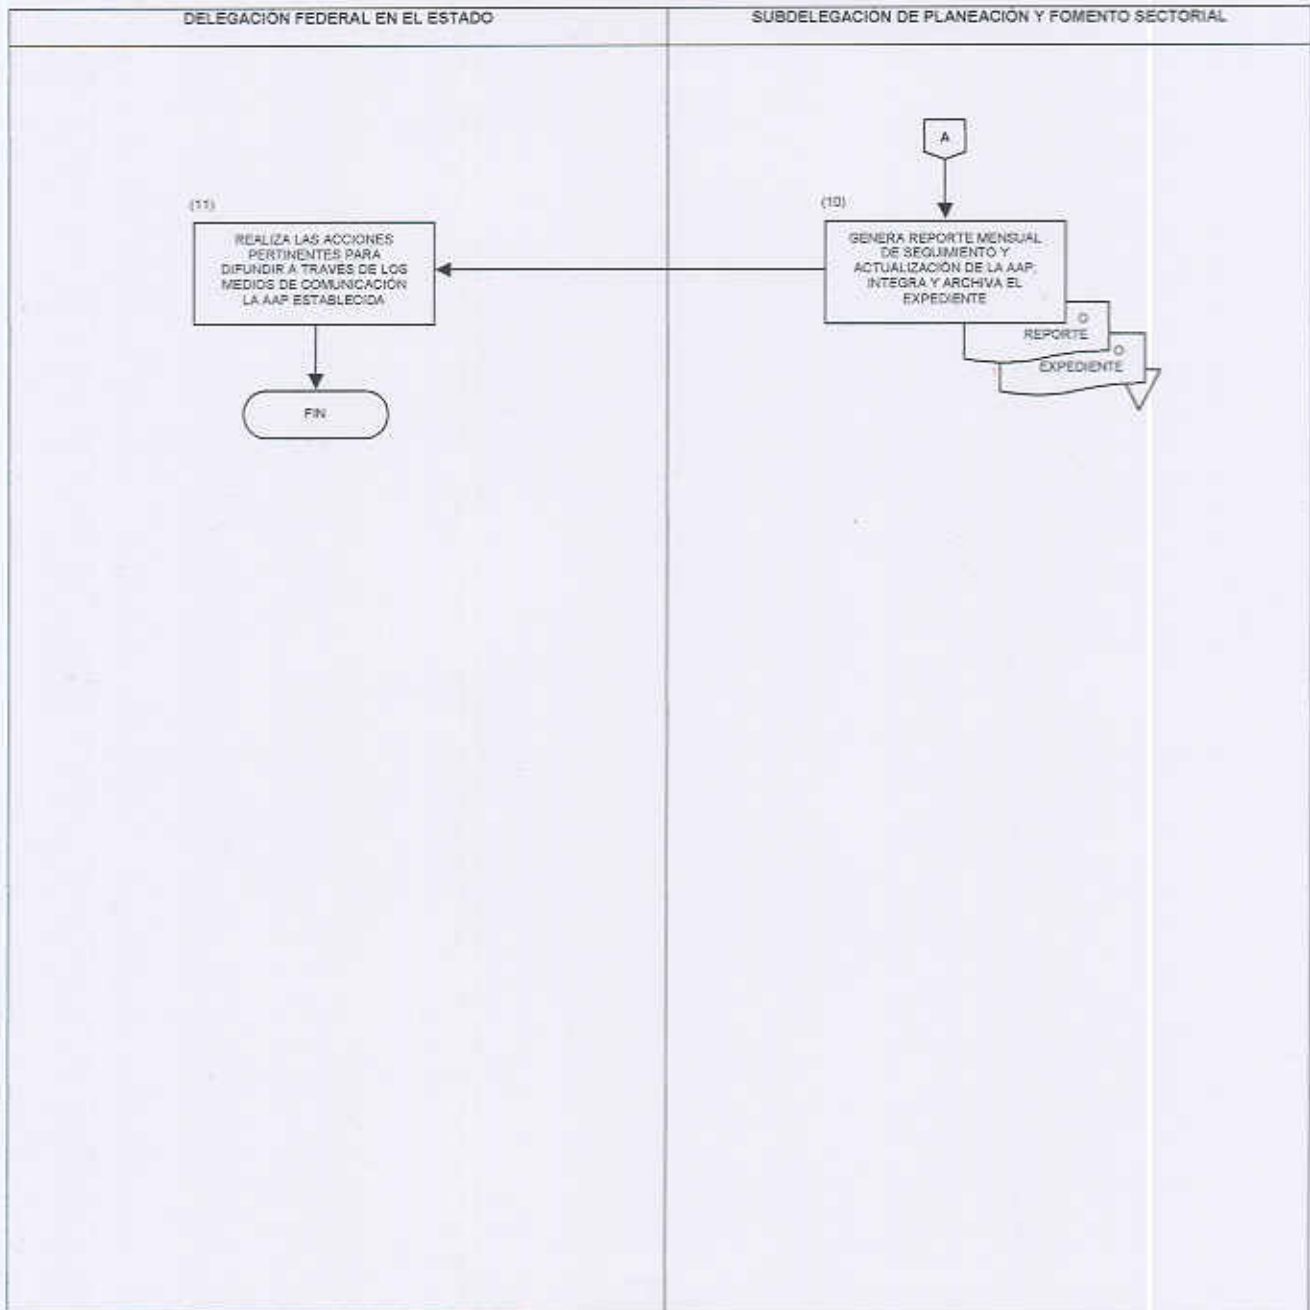 DELEGACIÓN FEDERAL EN EL ESTADO
SUBDELEGACIÓN DE PLANEACIÓN Y FOMENTO SECTORIAL
A
(10)
GENERA REPORTE MENSUAL
DE SEGUIMIENTO Y
ACTUALIZACIÓN DE LA AAP;
INTEGRA Y ARCHIVA EL
EXPEDIENTE
O
REPORTE
O
EXPEDIENTE
(11)
REALIZA LAS ACCIONES
PERTINENTES PARA
DIFUNDIR A TRAVES DE LOS
MEDIOS DE COMUNICACIÓN
LA AAP ESTABLECIDA
FIN